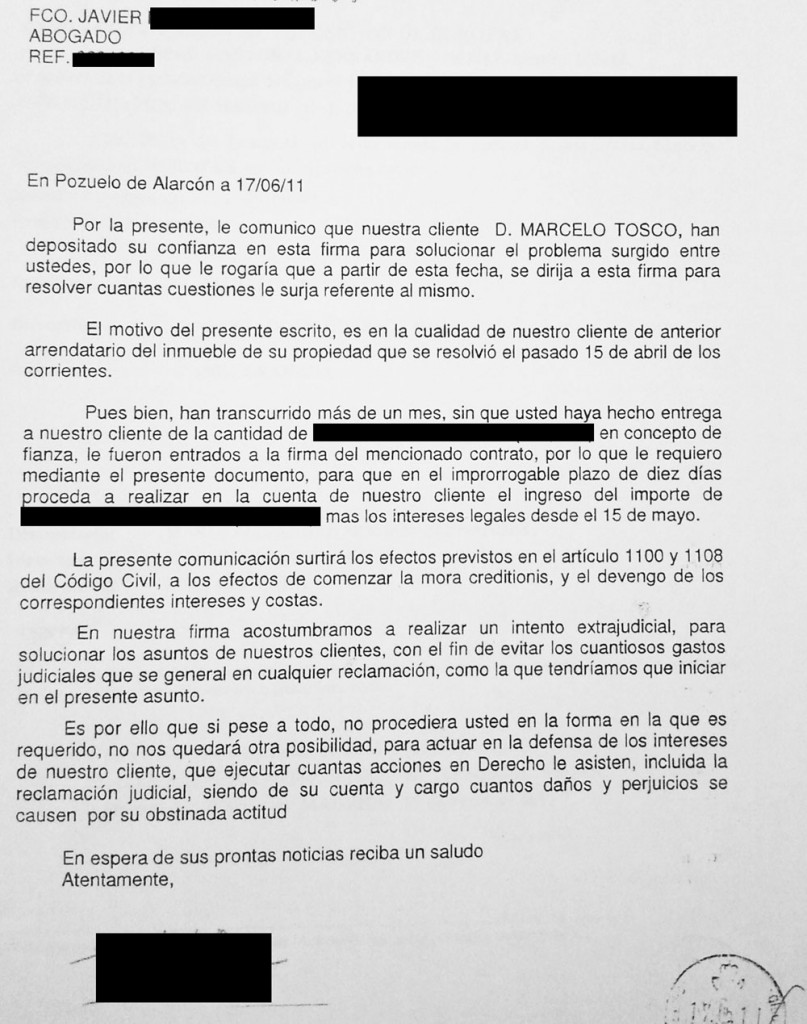 FCO. JAVIER
ABOGADO
REF.
En Pozuelo de Alarcón a 17/06/11
Por la presente, le comunico que nuestra cliente D. MARCELO TOSCO, han
depositado su confianza en esta firma para solucionar el problema surgido entre
ustedes, por lo que le rogaría que a partir de esta fecha, se dirija a esta firma para
resolver cuantas cuestiones le surja referente al mismo.
El motivo del presente escrito, es en la cualidad de nuestro cliente de anterior
arrendatario del inmueble de su propiedad que se resolvió el pasado 15 de abril de los
corrientes.
Pues bien, han transcurrido más de un mes, sin que usted haya hecho entrega
a nuestro cliente de la cantidad de en concepto de
fianza, le fueron entrados a la firma del mencionado contrato, por lo que le requiero
mediante el presente documento, para que en el improrrogable plazo de diez días
proceda a realizar en la cuenta de nuestro cliente el ingreso del importe de
mas los intereses legales desde el 15 de mayo.
La presente comunicación surtirá los efectos previstos en el artículo 1100 y 1108
del Código Civil, a los efectos de comenzar la mora creditionis, y el devengo de los
correspondientes intereses y costas.
En nuestra firma acostumbramos a realizar un intento extrajudicial, para
solucionar los asuntos de nuestros clientes, con el fin de evitar los cuantiosos gastos
judiciales que se general en cualquier reclamación, como la que tendríamos que iniciar
en el presente asunto.
Es por ello que si pese a todo, no procediera usted en la forma en la que es
requerido, no nos quedará otra posibilidad, para actuar en la defensa de los intereses
de nuestro cliente, que ejecutar cuantas acciones en Derecho le asisten, incluida la
reclamación judicial, siendo de su cuenta y cargo cuantos daños y perjuicios se
causen por su obstinada actitud
En espera de sus prontas noticias reciba un saludo
Atentamente,